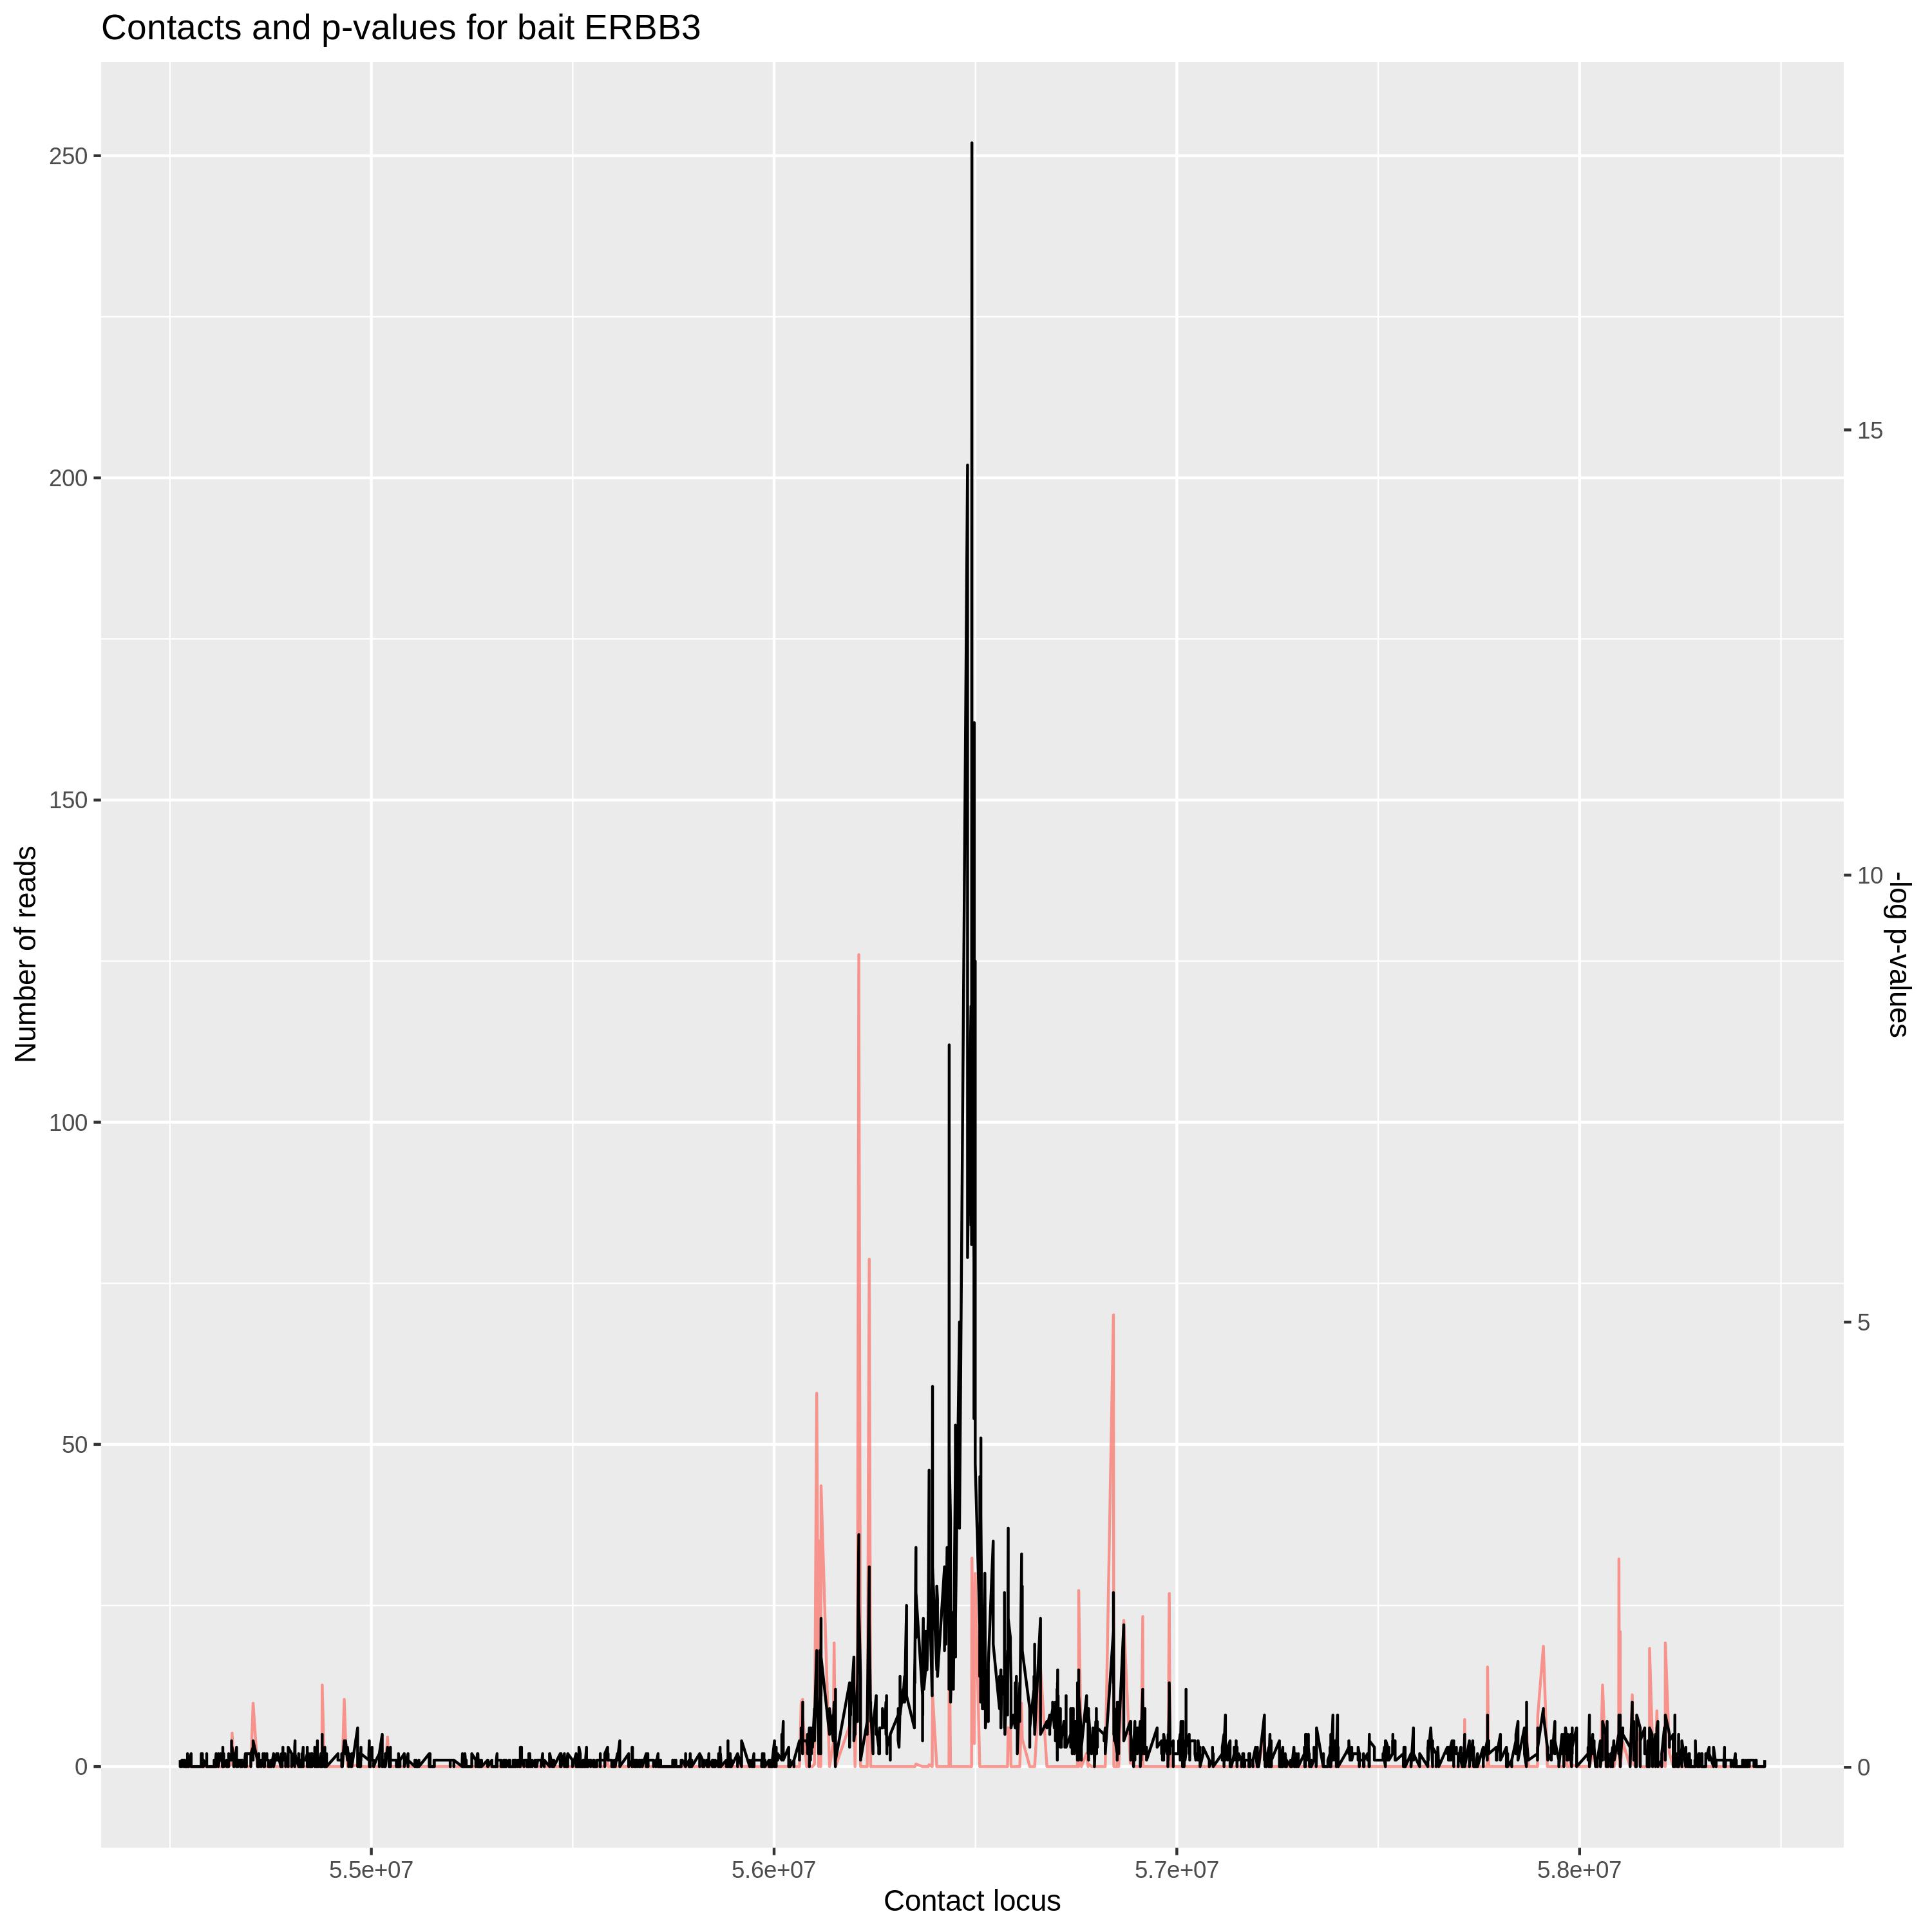 Contacts and p-values for bait ERBB3
250
200
150
100
50
0
Number of reads
15
10
5
0
-log p-values
5.5e+07
5.6e+07
5.7e+07
5.8e+07
Contact locus